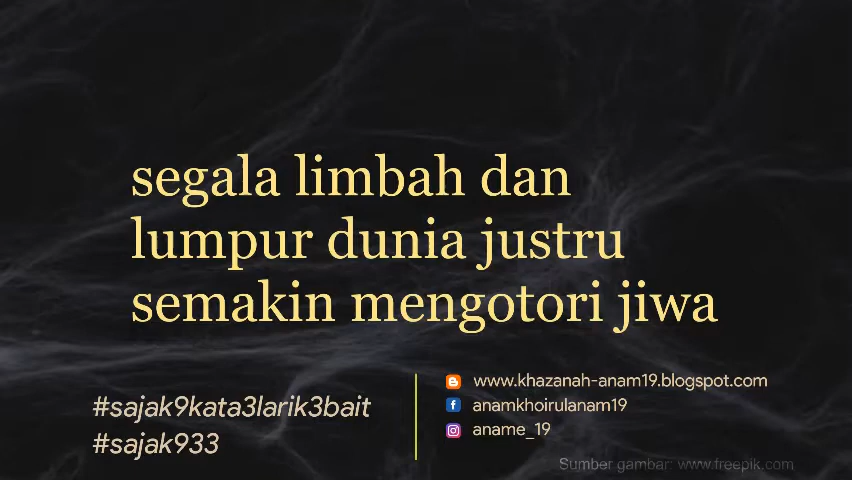 segala limbah dan
lumpur dunia justru
semakin mengotori jiwa
#sajak9kata3larik3bait
#sajak933
www.khazanah-anam19.blogspot.com
anamkhoirulanam19
aname_19
Sumber gambar: www.freepik.com